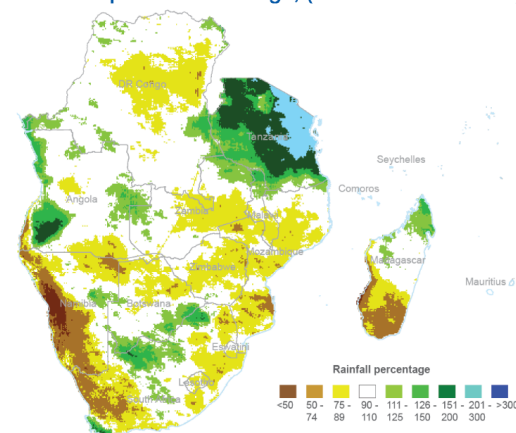 DR Congo
Tanzania
Seychelles
Comoros
Angola
Zambia
Malawi
Mozambique
Madagascar
Mauritius
Zimbabwe
Namibia
Botswana
Eswatini
Lesotho
South Africa
Rainfall percentage
<50 50 - 75 - 90 - 111 - 126 - 151 - 201 - >300
74 89 110 125 150 200 300